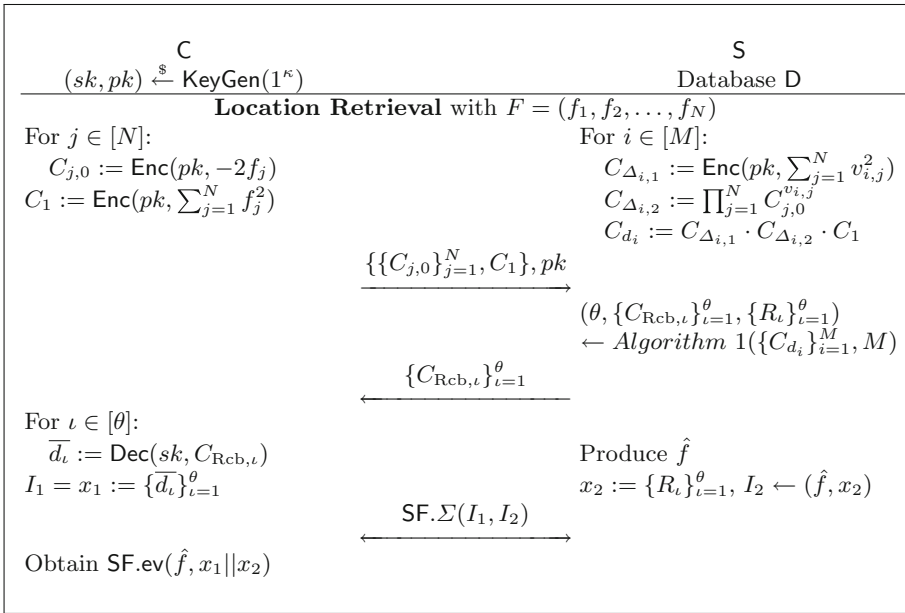 C S
(sk, pk) $← KeyGen(1^κ) Database D
Location Retrieval with F = (f_1, f_2, . . . , f_N)
For j ∈ [N]: For i ∈ [M]:
C_{j,0} := Enc(pk, −2f_j) C_{Δ_{i,1}} := Enc(pk, ∑_{j=1}^N v_{i,j}^2)
C_1 := Enc(pk, ∑_{j=1}^N f_j^2) C_{Δ_{i,2}} := ∏_{j=1}^N C_{j,0}^{v_{i,j}}
C_{d_i} := C_{Δ_{i,1}} · C_{Δ_{i,2}} · C_1
{{C_{j,0}}_{j=1}^N, C_1}, pk
(θ, {C_{Rcb,ι}}_{ι=1}^θ, {R_ι}_{ι=1}^θ)
← Algorithm 1({C_{d_i}}_{i=1}^M, M)
{C_{Rcb,ι}}_{ι=1}^θ
For ι ∈ [θ]:
\overline{d_ι} := Dec(sk, C_{Rcb,ι}) Produce \hat{f}
I_1 = x_1 := {\overline{d_ι}}_{ι=1}^θ x_2 := {R_ι}_{ι=1}^θ, I_2 ← (\hat{f}, x_2)
SF.Σ(I_1, I_2)
Obtain SF.ev(\hat{f}, x_1||x_2)